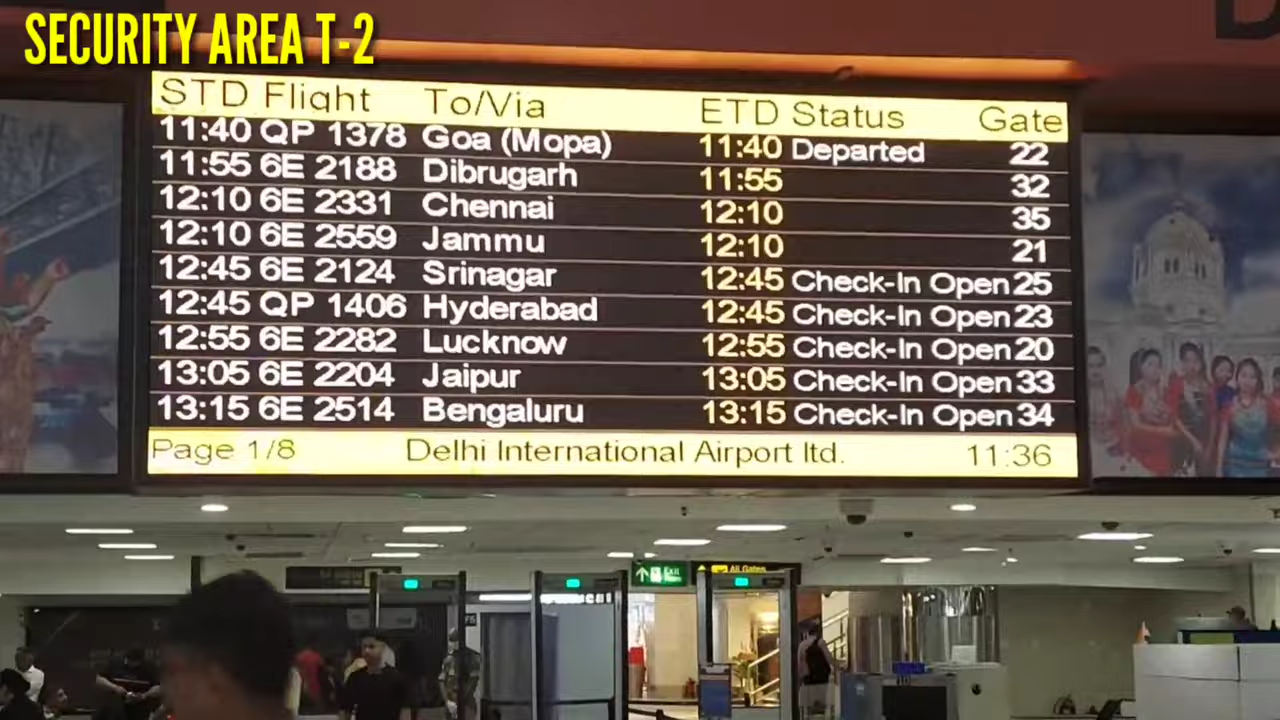 SECURITY AREA T-2
STD Flight To/Via ETD Status Gate
11:40 QP 1378 Goa (Mopa) 11:40 Departed 22
11:55 6E 2188 Dibrugarh 11:55 32
12:10 6E 2331 Chennai 12:10 35
12:10 6E 2559 Jammu 12:10 21
12:45 6E 2124 Srinagar 12:45 Check-In Open 25
12:45 QP 1406 Hyderabad 12:45 Check-In Open 23
12:55 6E 2282 Lucknow 12:55 Check-In Open 20
13:05 6E 2204 Jaipur 13:05 Check-In Open 33
13:15 6E 2514 Bengaluru 13:15 Check-In Open 34
Page 1/8 Delhi International Airport ltd. 11:36
Exit
All Gates